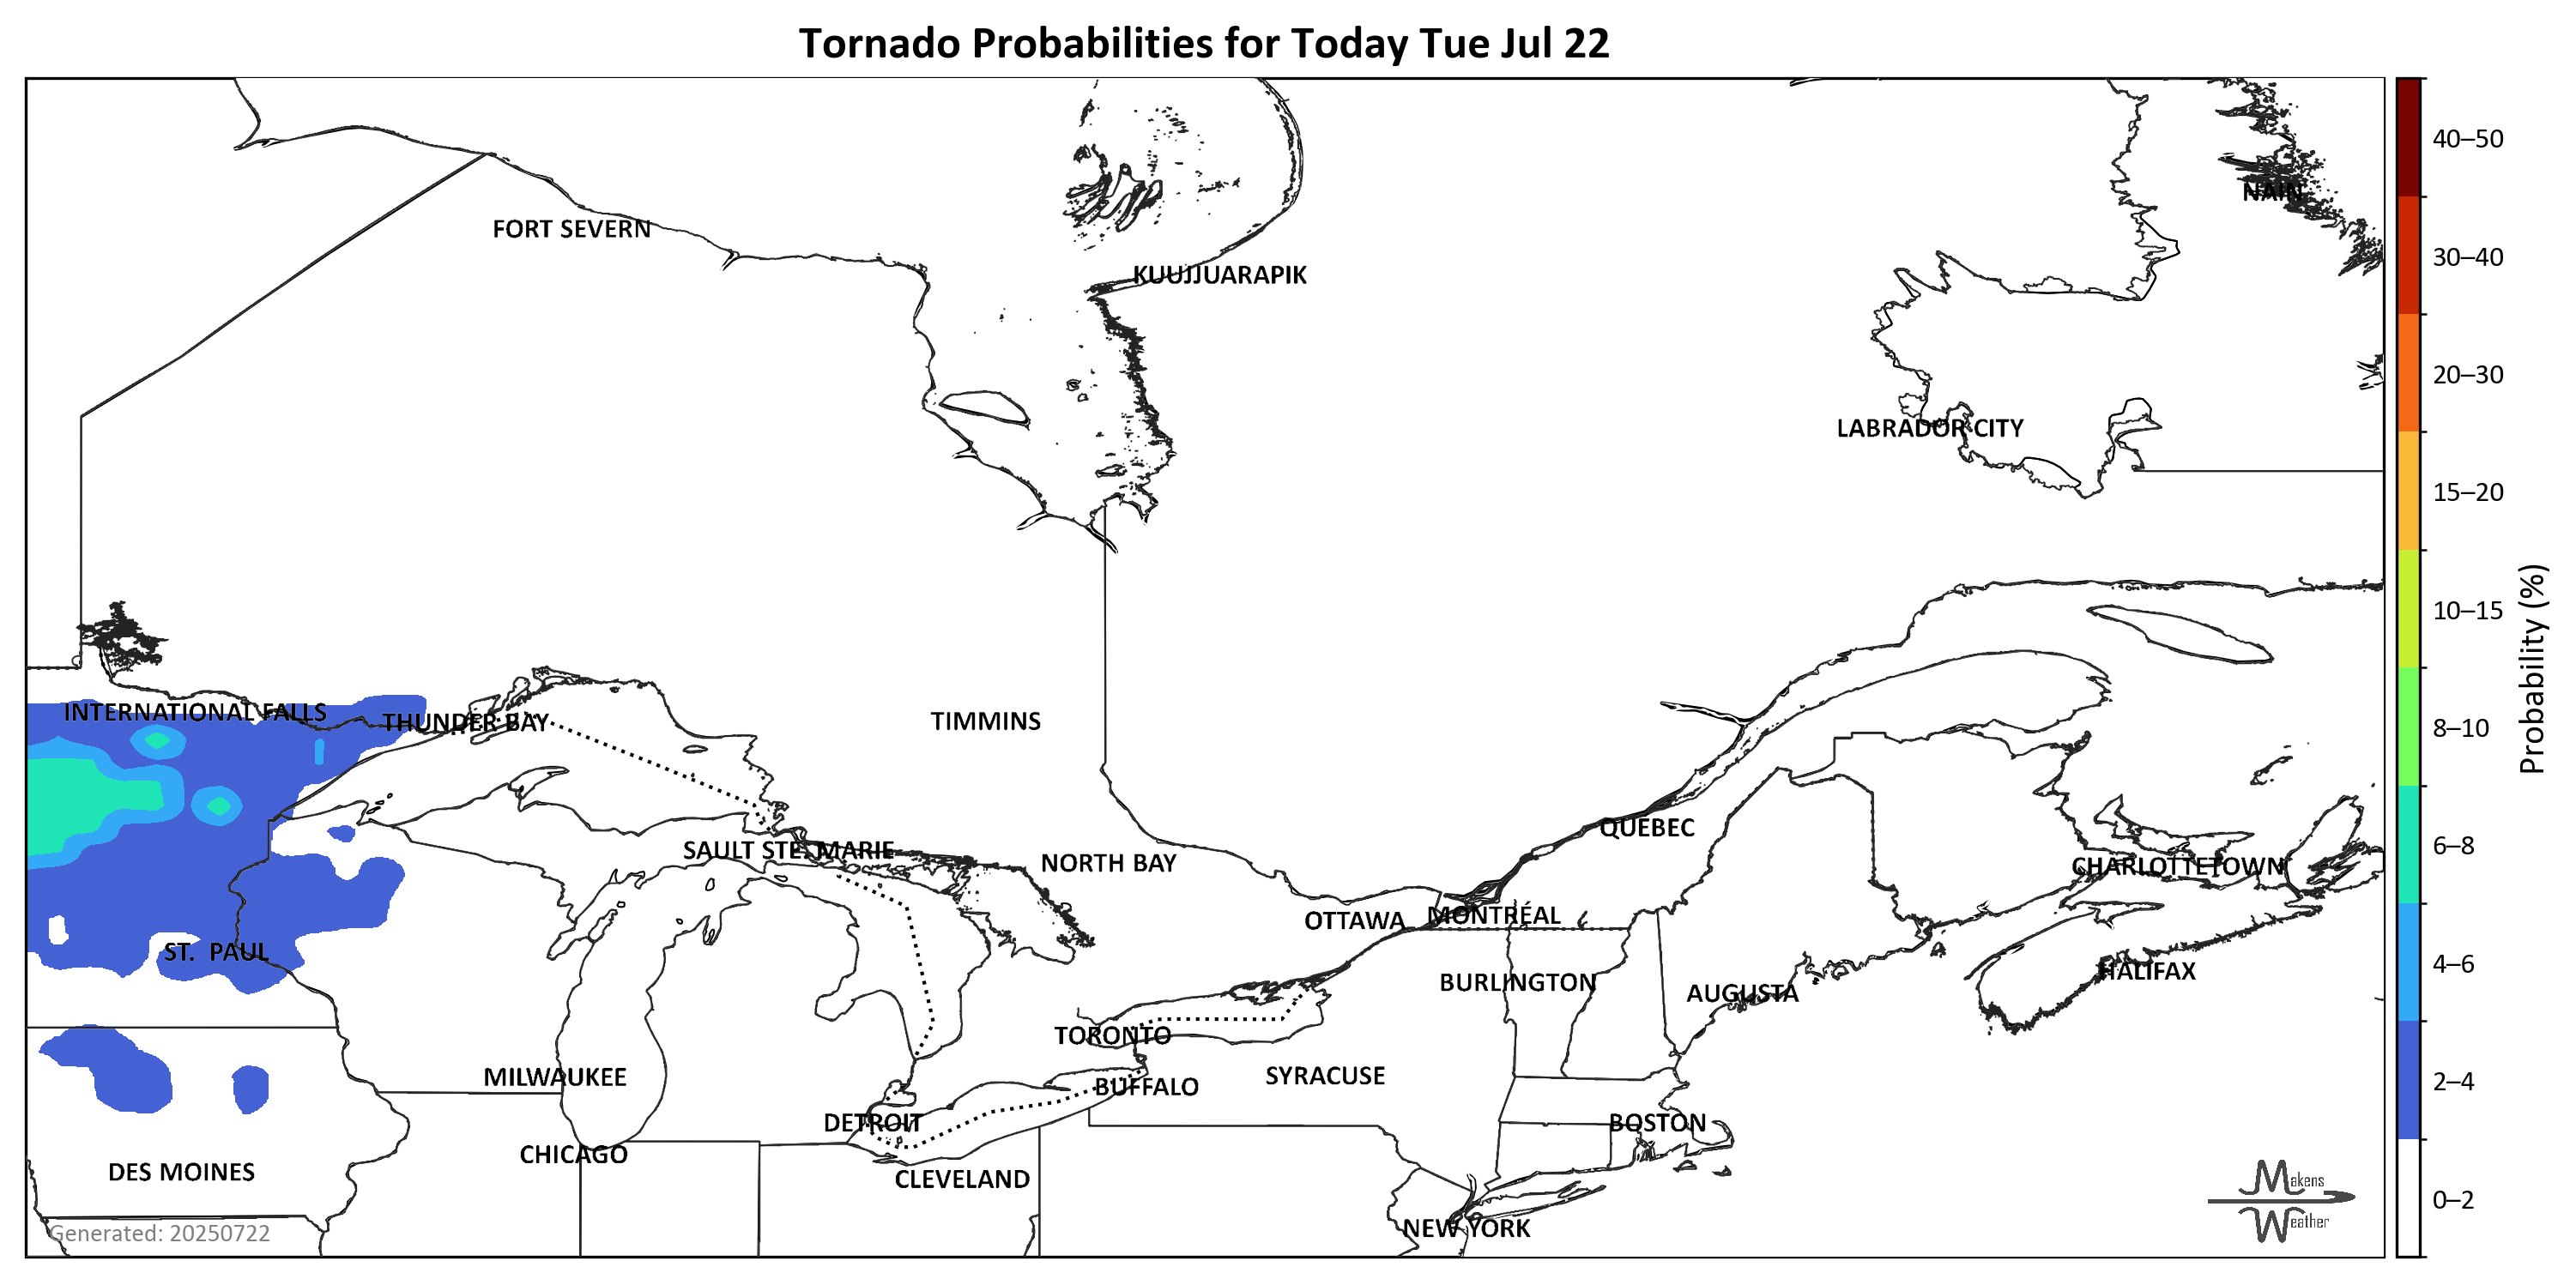 Tornado Probabilities for Today Tue Jul 22
40–50
NAIN
FORT SEVERN
30–40
KUUJJUARAPIK
20–30
LABRADOR CITY
15–20
10–15
Probability (%)
INTERNATIONAL FALLS
THUNDER BAY
TIMMINS
8–10
QUEBEC
6–8
SAULT STE. MARIE
NORTH BAY
CHARLOTTETOWN
OTTAWA
MONTRÉAL
ST. PAUL
4–6
HALIFAX
BURLINGTON
AUGUSTA
TORONTO
MILWAUKEE
SYRACUSE
2–4
BUFFALO
DETROIT
BOSTON
CHICAGO
DES MOINES
CLEVELAND
Makens
Weather
0–2
NEW YORK
Generated: 20250722